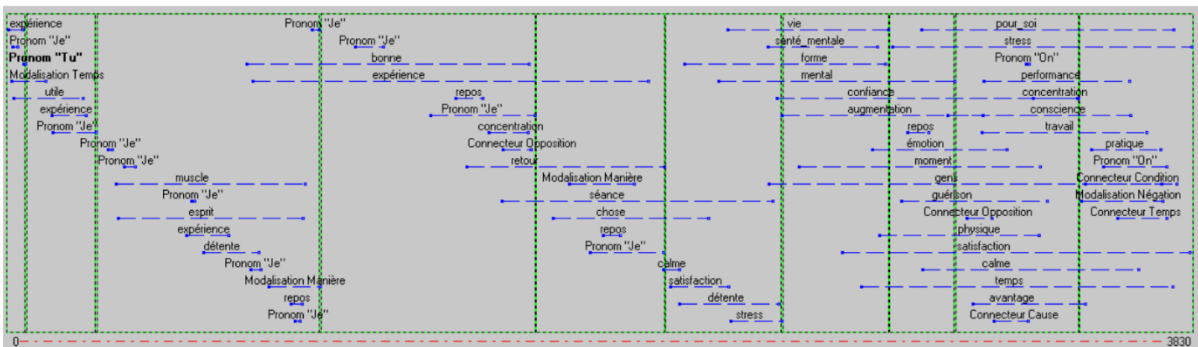 expérience Pronom "Je" vie pour_soi
Pronom "Je" Pronom "Je" santé_mentale stress
Pronom "Tu" bonne forme Pronom "On"
Modalisation Temps expérience mental performance
utile repos confiance concentration
expérience Pronom "Je" augmentation conscience
Pronom "Je" concentration repos travail
Pronom "Je" Connecteur Opposition émotion pratique
Pronom "Je" retour moment Pronom "On"
muscle Modalisation Manière gens Connecteur Condition
Pronom "Je" séance guérison Modalisation Négation
esprit chose Connecteur Opposition Connecteur Temps
expérience repos physique
détente Pronom "Je" satisfaction
Pronom "Je" calme calme
Modalisation Manière satisfaction temps
repos détente avantage
Pronom "Je" stress Connecteur Cause
0 3830